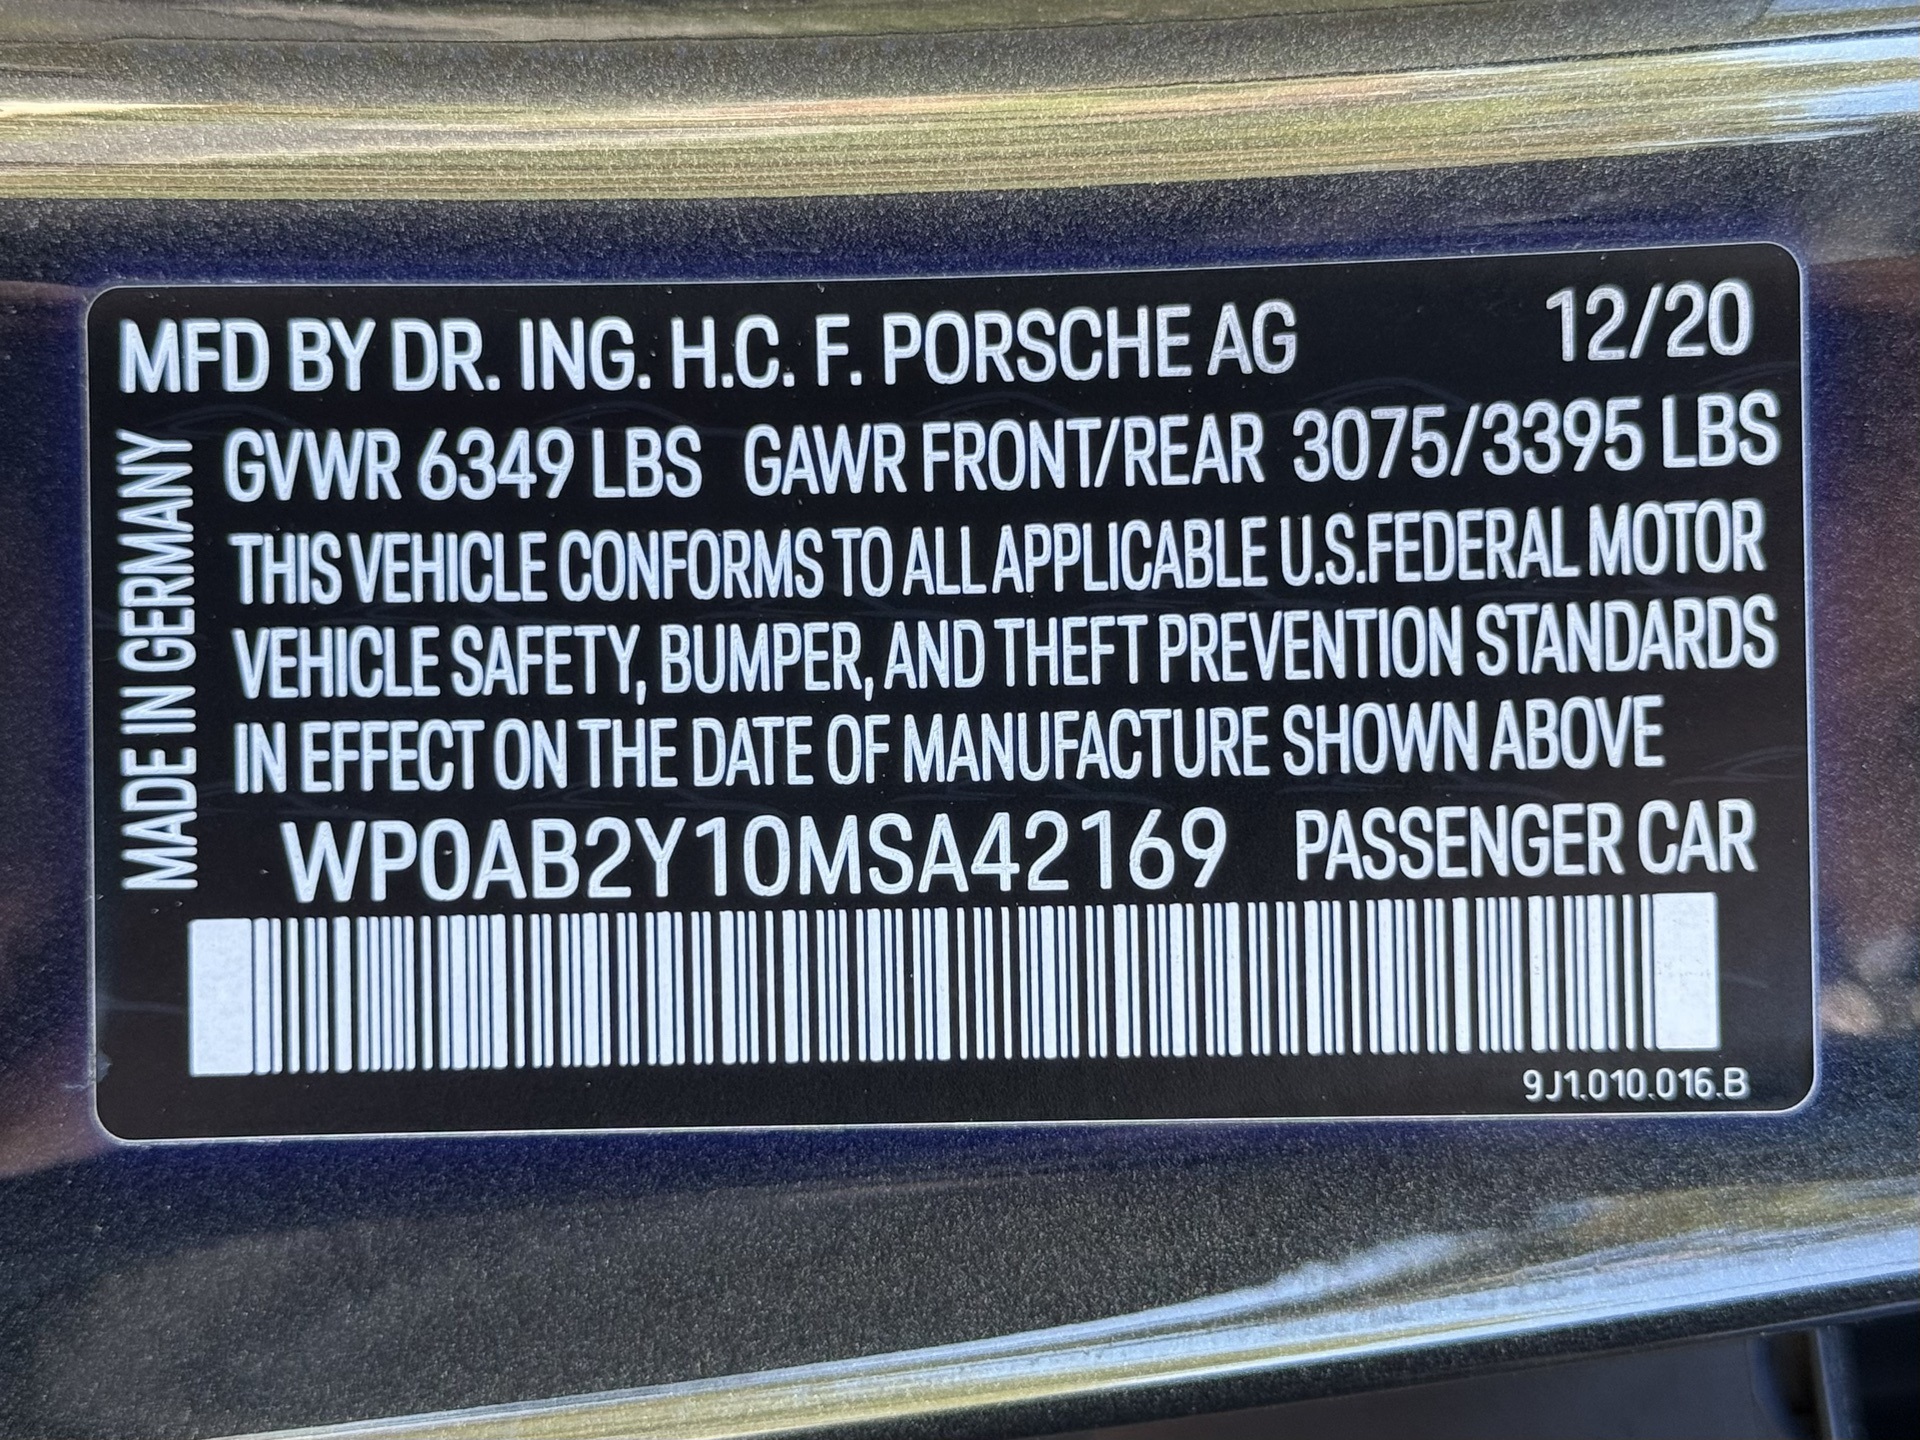 MFD BY DR. ING. H.C. F. PORSCHE AG 12/20
MADE IN GERMANY
GVWR 6349 LBS GAWR FRONT/REAR 3075/3395 LBS
THIS VEHICLE CONFORMS TO ALL APPLICABLE U.S.FEDERAL MOTOR
VEHICLE SAFETY, BUMPER, AND THEFT PREVENTION STANDARDS
IN EFFECT ON THE DATE OF MANUFACTURE SHOWN ABOVE
WP0AB2Y10MSA42169 PASSENGER CAR
9J1.010.016.B